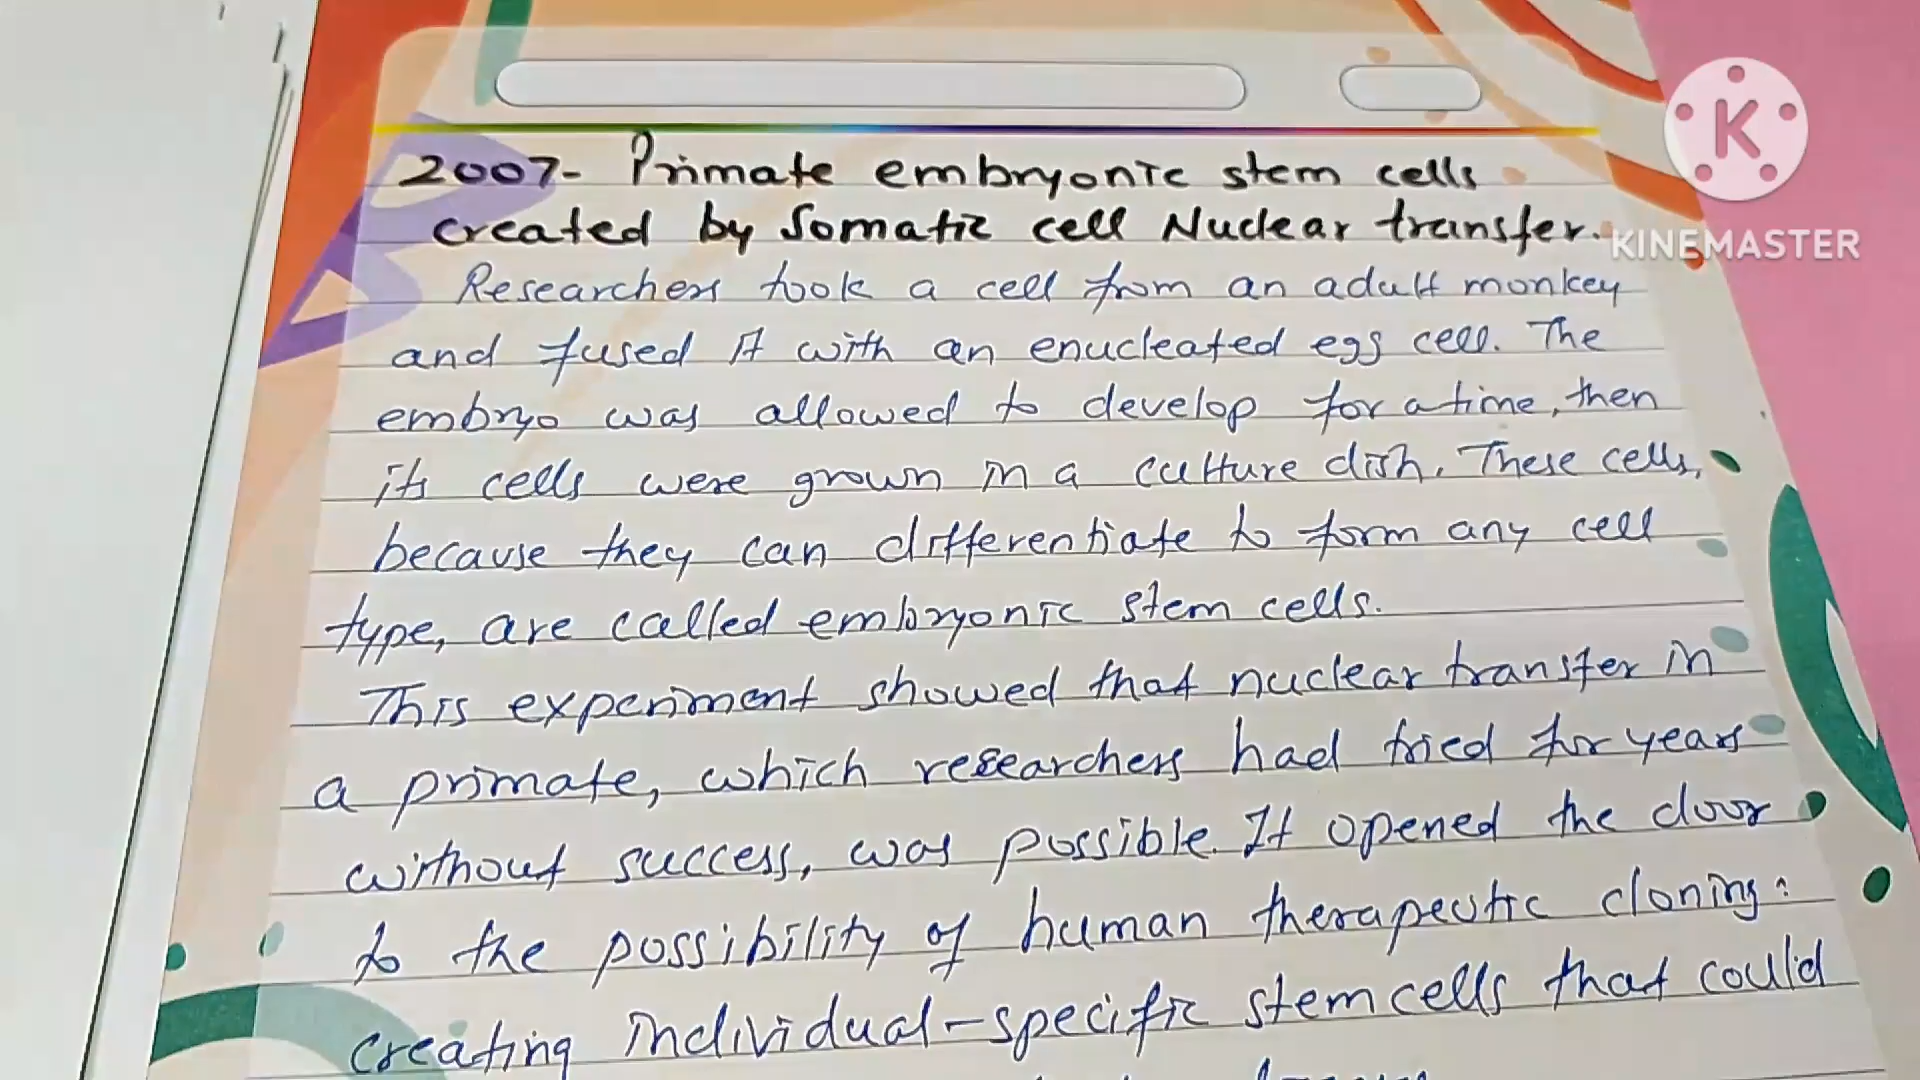 2007- Primate embryonic stem cells
created by Somatic cell Nuclear transfer.
Researchers took a cell from an adult monkey
and fused it with an enucleated egg cell. The
embryo was allowed to develop for a time, then
its cells were grown in a culture dish. These cells,
because they can differentiate to form any cell
type, are called embryonic stem cells.
This experiment showed that nuclear transfer in
a primate, which researchers had tried for years
without success, was possible. It opened the door
to the possibility of human therapeutic cloning:
creating individual-specific stem cells that could
K
KINEMASTER